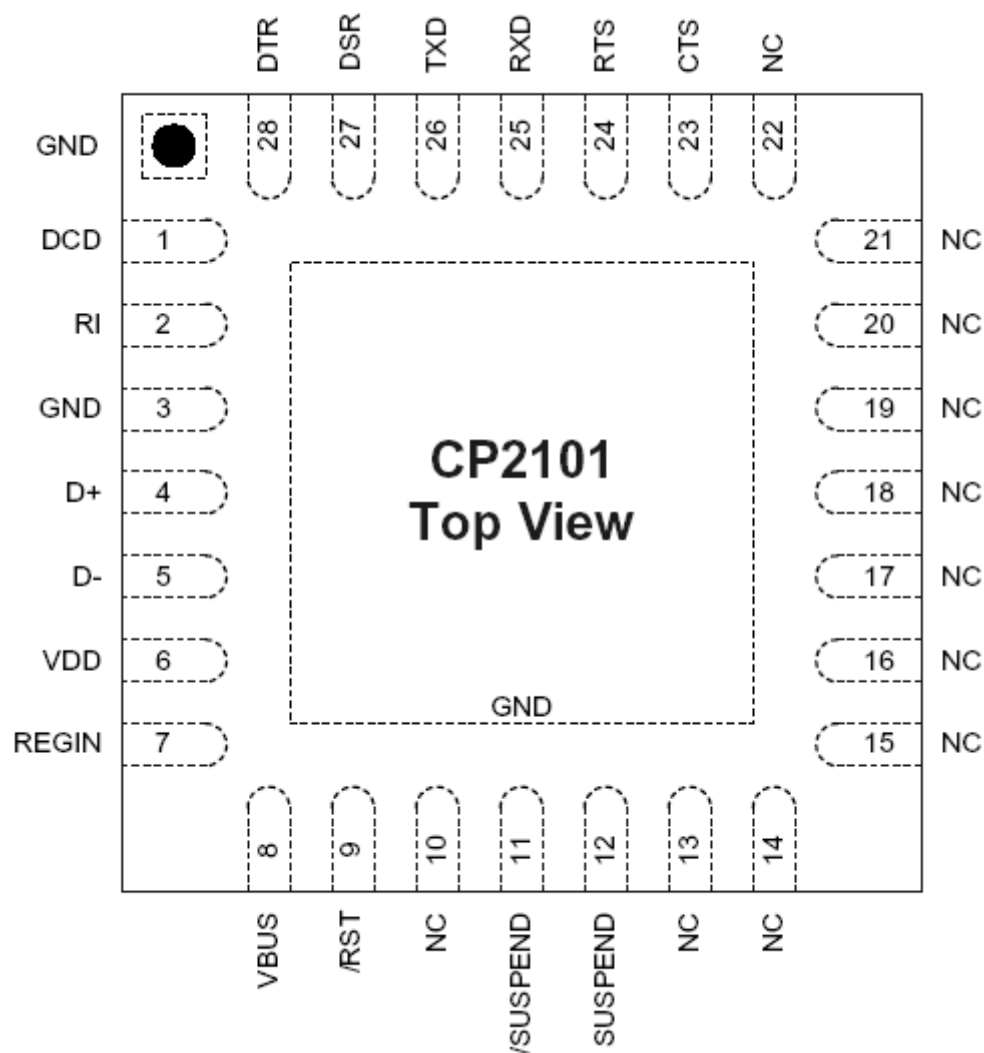 DTR
DSR
TXD
RXD
RTS
CTS
NC
28
27
26
25
24
23
22
GND
DCD 1
RI 2
GND 3
D+ 4
D- 5
VDD 6
REGIN 7
21 NC
20 NC
19 NC
18 NC
17 NC
16 NC
15 NC
CP2101
Top View
GND
8
9
10
11
12
13
14
VBUS
/RST
NC
/SUSPEND
SUSPEND
NC
NC